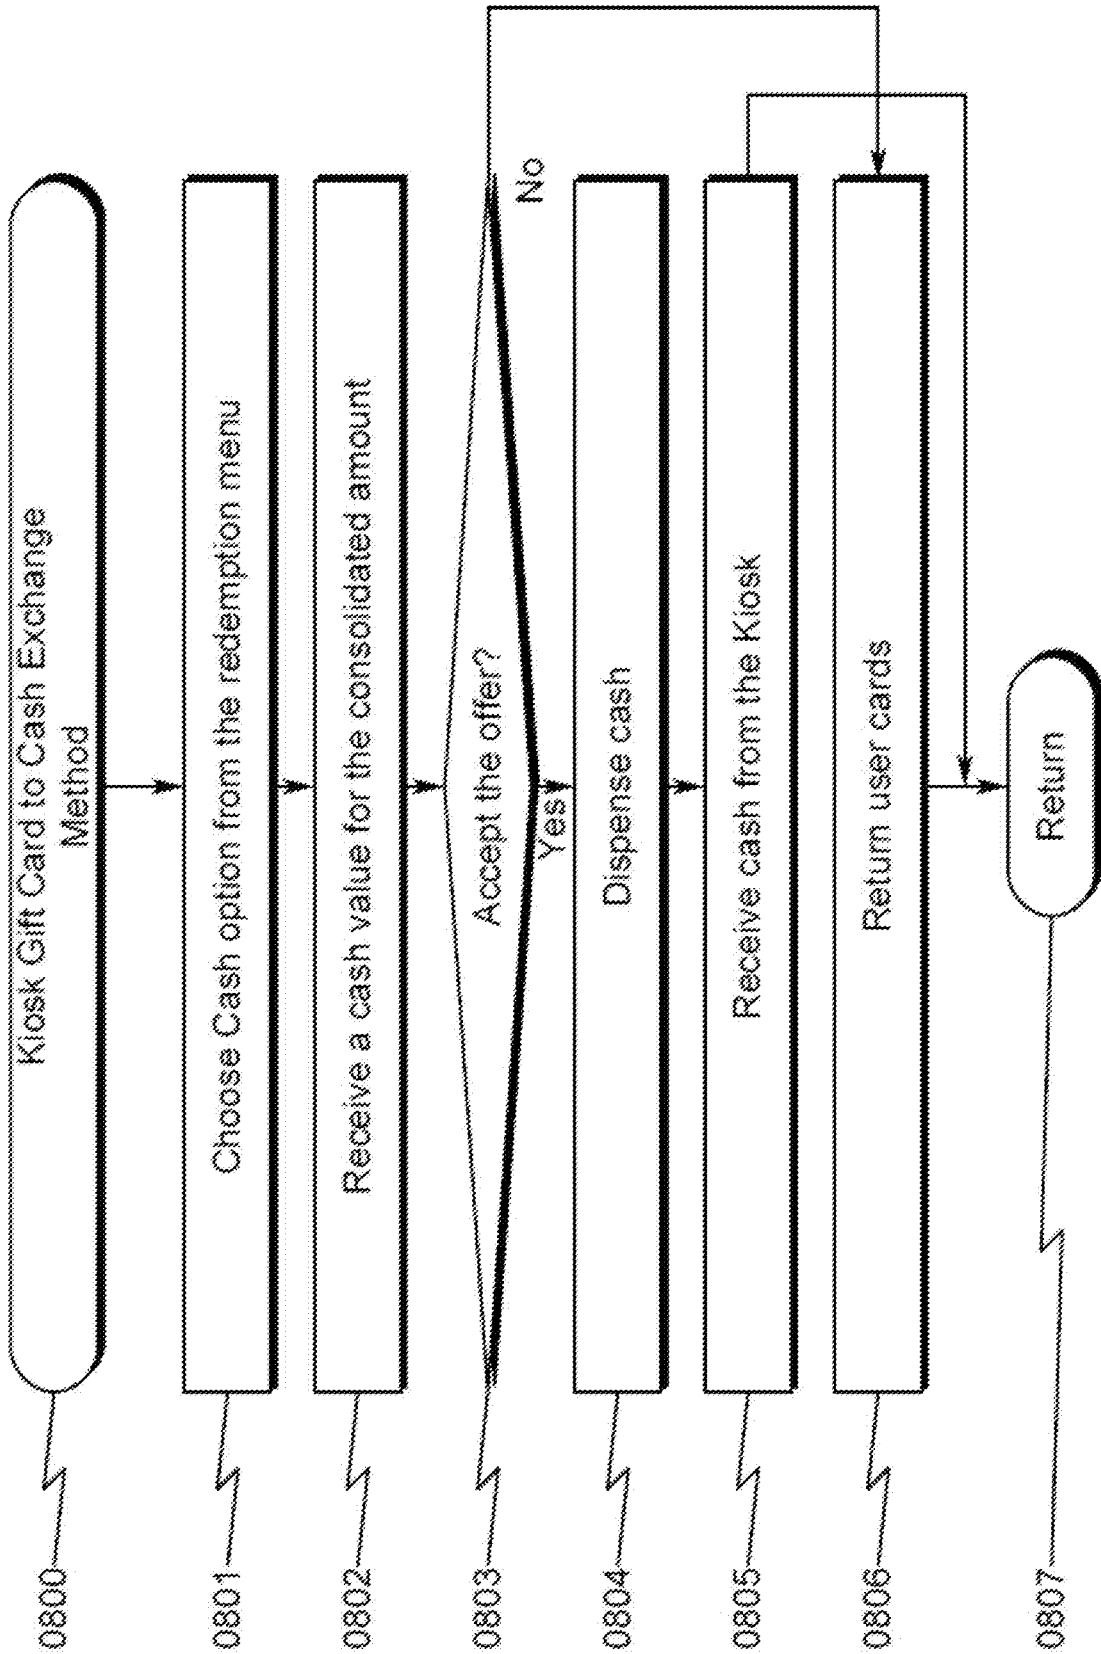 0800
Kiosk Gift Card to Cash Exchange
Method
0801
Choose Cash option from the redemption menu
0802
Receive a cash value for the consolidated amount
0803
Accept the offer?
No
Yes
0804
Dispense cash
0805
Receive cash from the Kiosk
0806
Return user cards
0807
Return